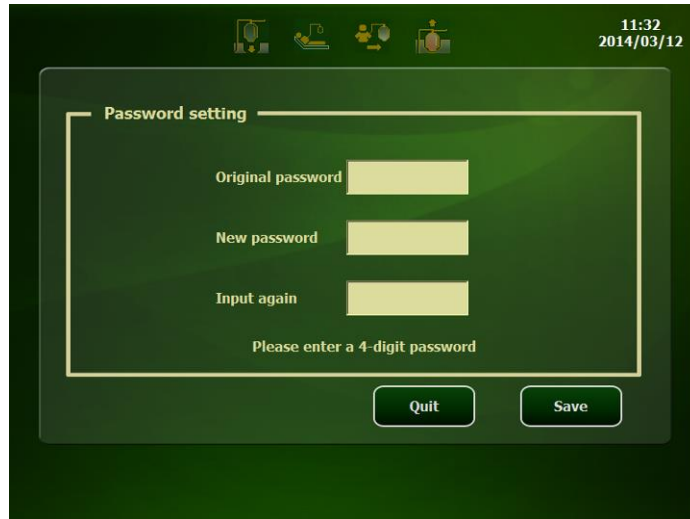 11:32
2014/03/12
Password setting
Original password
New password
Input again
Please enter a 4-digit password
Quit
Save